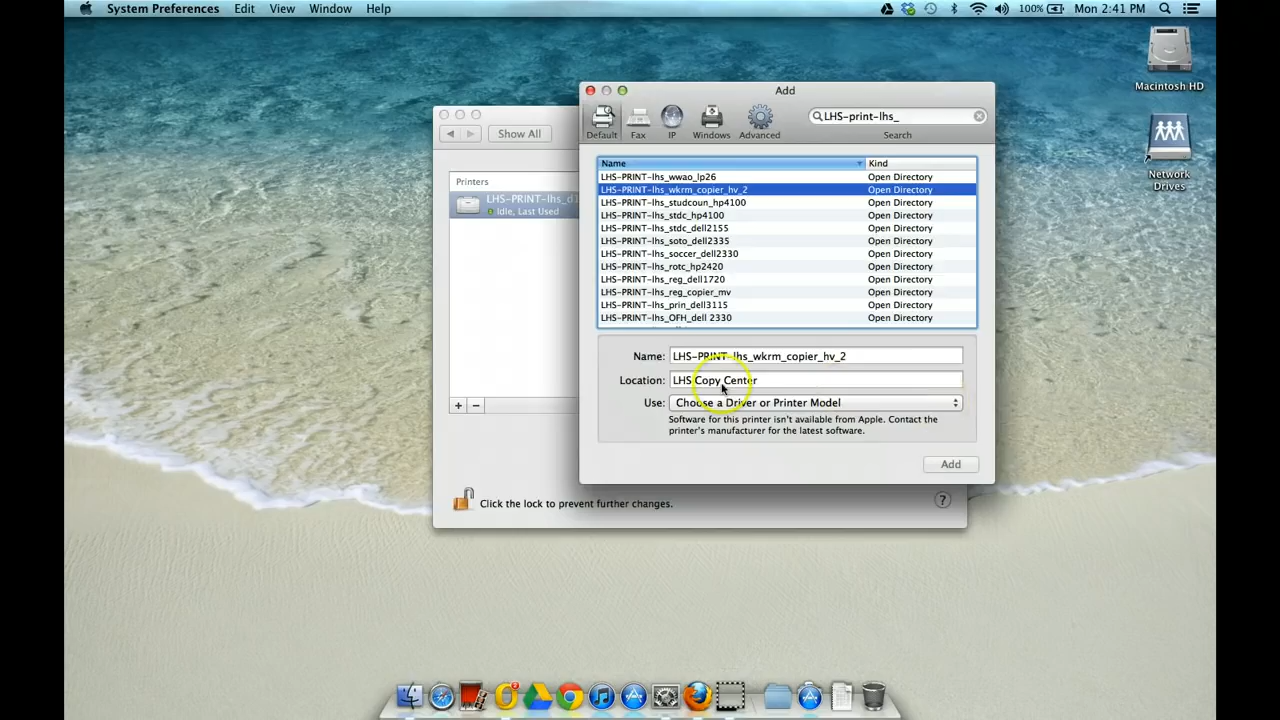 System Preferences Edit View Window Help 100% Mon 2:41 PM
Macintosh HD
Network
Drives
Show All
Printers
LHS-PRINT-lhs_
Idle, Last Used
Click the lock to prevent further changes.
?
Add
Default Fax IP Windows Advanced
LHS-print-lhs_
Search
Name Kind
LHS-PRINT-lhs_wwao_lp26 Open Directory
LHS-PRINT-lhs_wkrm_copier_hv_2 Open Directory
LHS-PRINT-lhs_studcoun_hp4100 Open Directory
LHS-PRINT-lhs_stdc_hp4100 Open Directory
LHS-PRINT-lhs_stdc_dell2155 Open Directory
LHS-PRINT-lhs_soto_dell2335 Open Directory
LHS-PRINT-lhs_soccer_dell2330 Open Directory
LHS-PRINT-lhs_rotc_hp2420 Open Directory
LHS-PRINT-lhs_reg_dell1720 Open Directory
LHS-PRINT-lhs_reg_copier_mv Open Directory
LHS-PRINT-lhs_prin_dell3115 Open Directory
LHS-PRINT-lhs_OFH_dell 2330 Open Directory
Name: LHS-PRINT-lhs_wkrm_copier_hv_2
Location: LHS Copy Center
Use: Choose a Driver or Printer Model
Software for this printer isn't available from Apple. Contact the
printer's manufacturer for the latest software.
Add